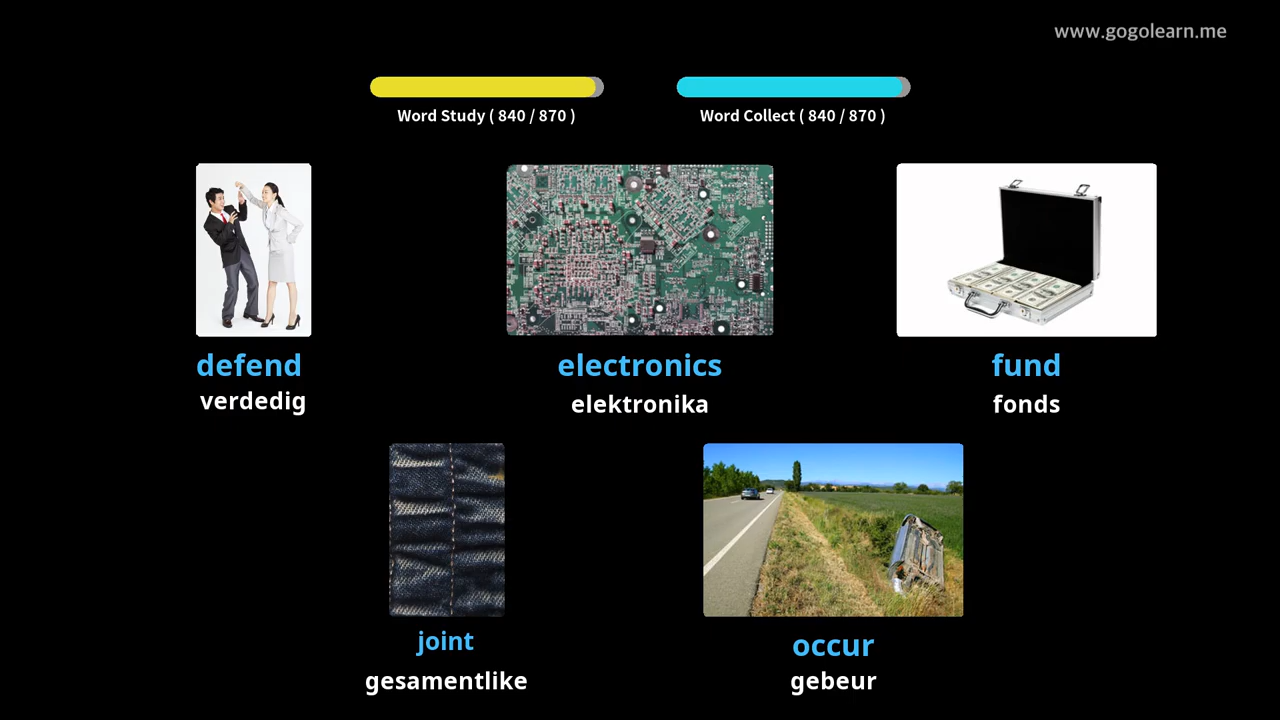 www.gogolearn.me
Word Study ( 840 / 870 )
Word Collect ( 840 / 870 )
defend
verdedig
electronics
elektronika
fund
fonds
joint
gesamentlike
occur
gebeur